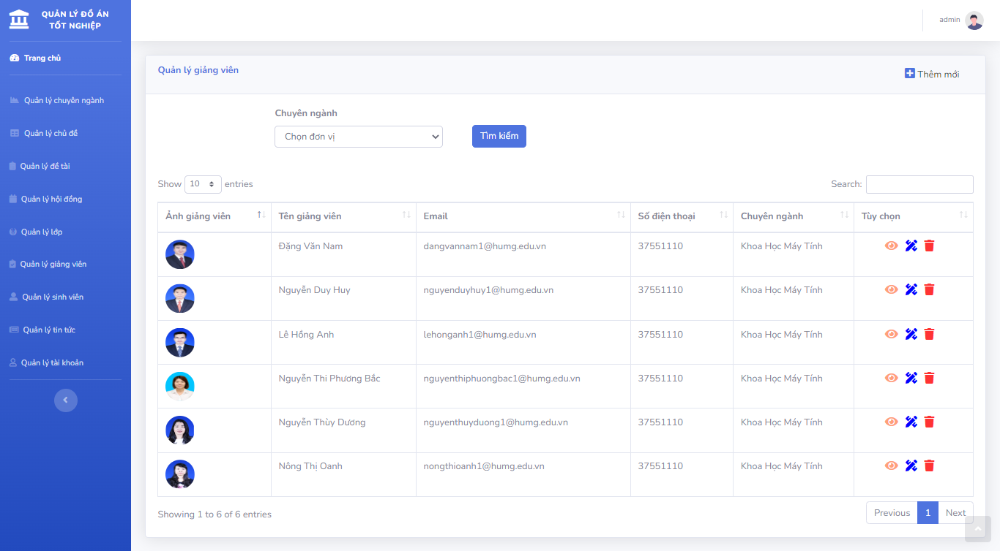 QUẢN LÝ ĐỒ ÁN
TỐT NGHIỆP
admin
Trang chủ
Quản lý chuyên ngành
Quản lý chủ đề
Quản lý đề tài
Quản lý hội đồng
Quản lý lớp
Quản lý giảng viên
Quản lý sinh viên
Quản lý tin tức
Quản lý tài khoản
Quản lý giảng viên
Thêm mới
Chuyên ngành
Chọn đơn vị
Tìm kiếm
Show 10 entries
Search:
Ảnh giảng viên Tên giảng viên Email Số điện thoại Chuyên ngành Tùy chọn
Đặng Văn Nam dangvannam1@humg.edu.vn 37551110 Khoa Học Máy Tính
Nguyễn Duy Huy nguyenduyhuy1@humg.edu.vn 37551110 Khoa Học Máy Tính
Lê Hồng Anh lehonganh1@humg.edu.vn 37551110 Khoa Học Máy Tính
Nguyễn Thi Phương Bắc nguyenthiphuongbac1@humg.edu.vn 37551110 Khoa Học Máy Tính
Nguyễn Thùy Dương nguyenthuyduong1@humg.edu.vn 37551110 Khoa Học Máy Tính
Nông Thị Oanh nongthioanh1@humg.edu.vn 37551110 Khoa Học Máy Tính
Showing 1 to 6 of 6 entries
Previous 1 Next